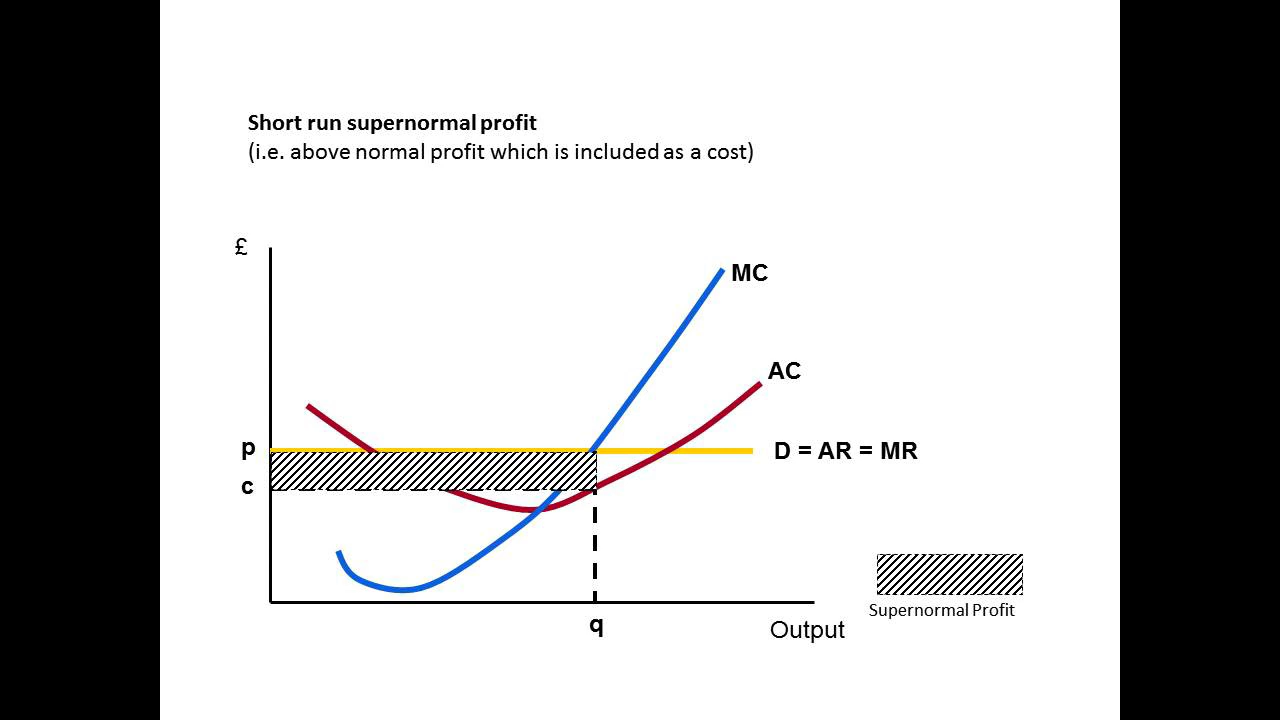 Short run supernormal profit
(i.e. above normal profit which is included as a cost)
£
MC
AC
p
D = AR = MR
c
Supernormal Profit
q
Output